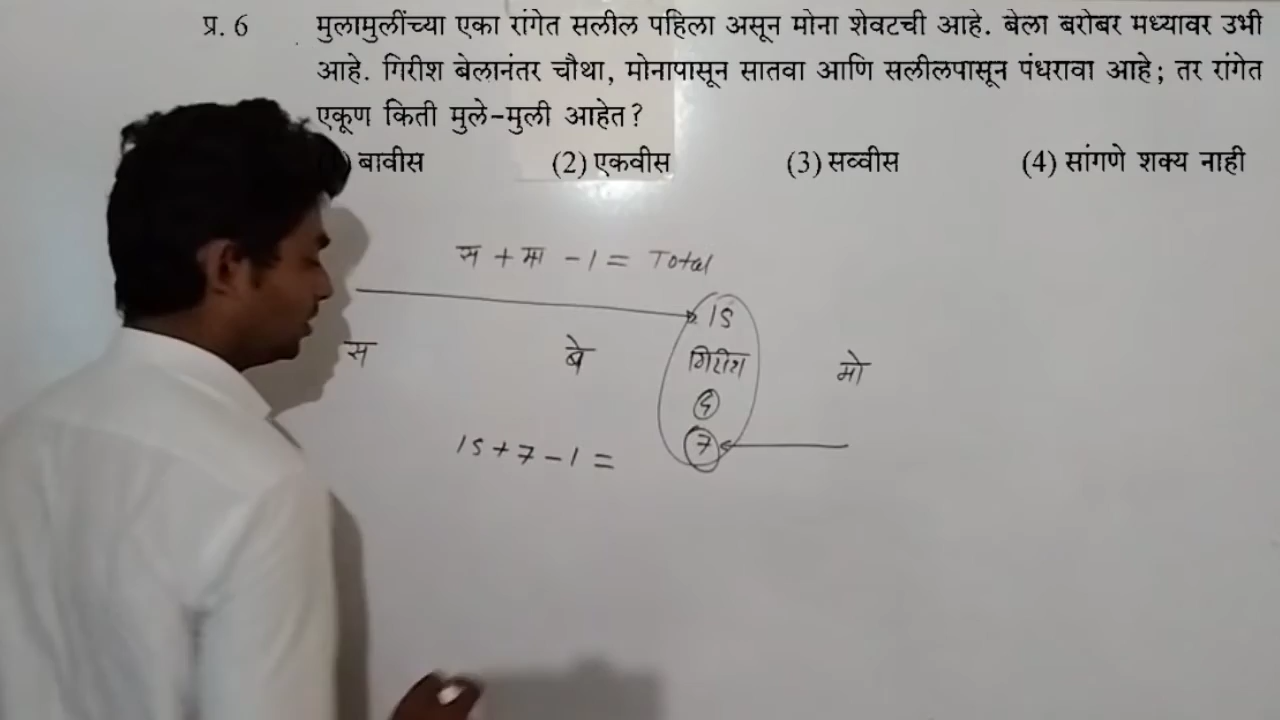 प्र. 6 मुलामुलींच्या एका रांगेत सलील पहिला असून मोना शेवटची आहे. बेला बरोबर मध्यावर उभी
आहे. गिरीश बेलानंतर चौथा, मोनापासून सातवा आणि सलीलपासून पंधरावा आहे; तर रांगेत
एकूण किती मुले-मुली आहेत?
) बावीस (2) एकवीस (3) सव्वीस (4) सांगणे शक्य नाही
स + मो - 1 = Total
15
स बे गिरीश मो
7
15 + 7 - 1 =